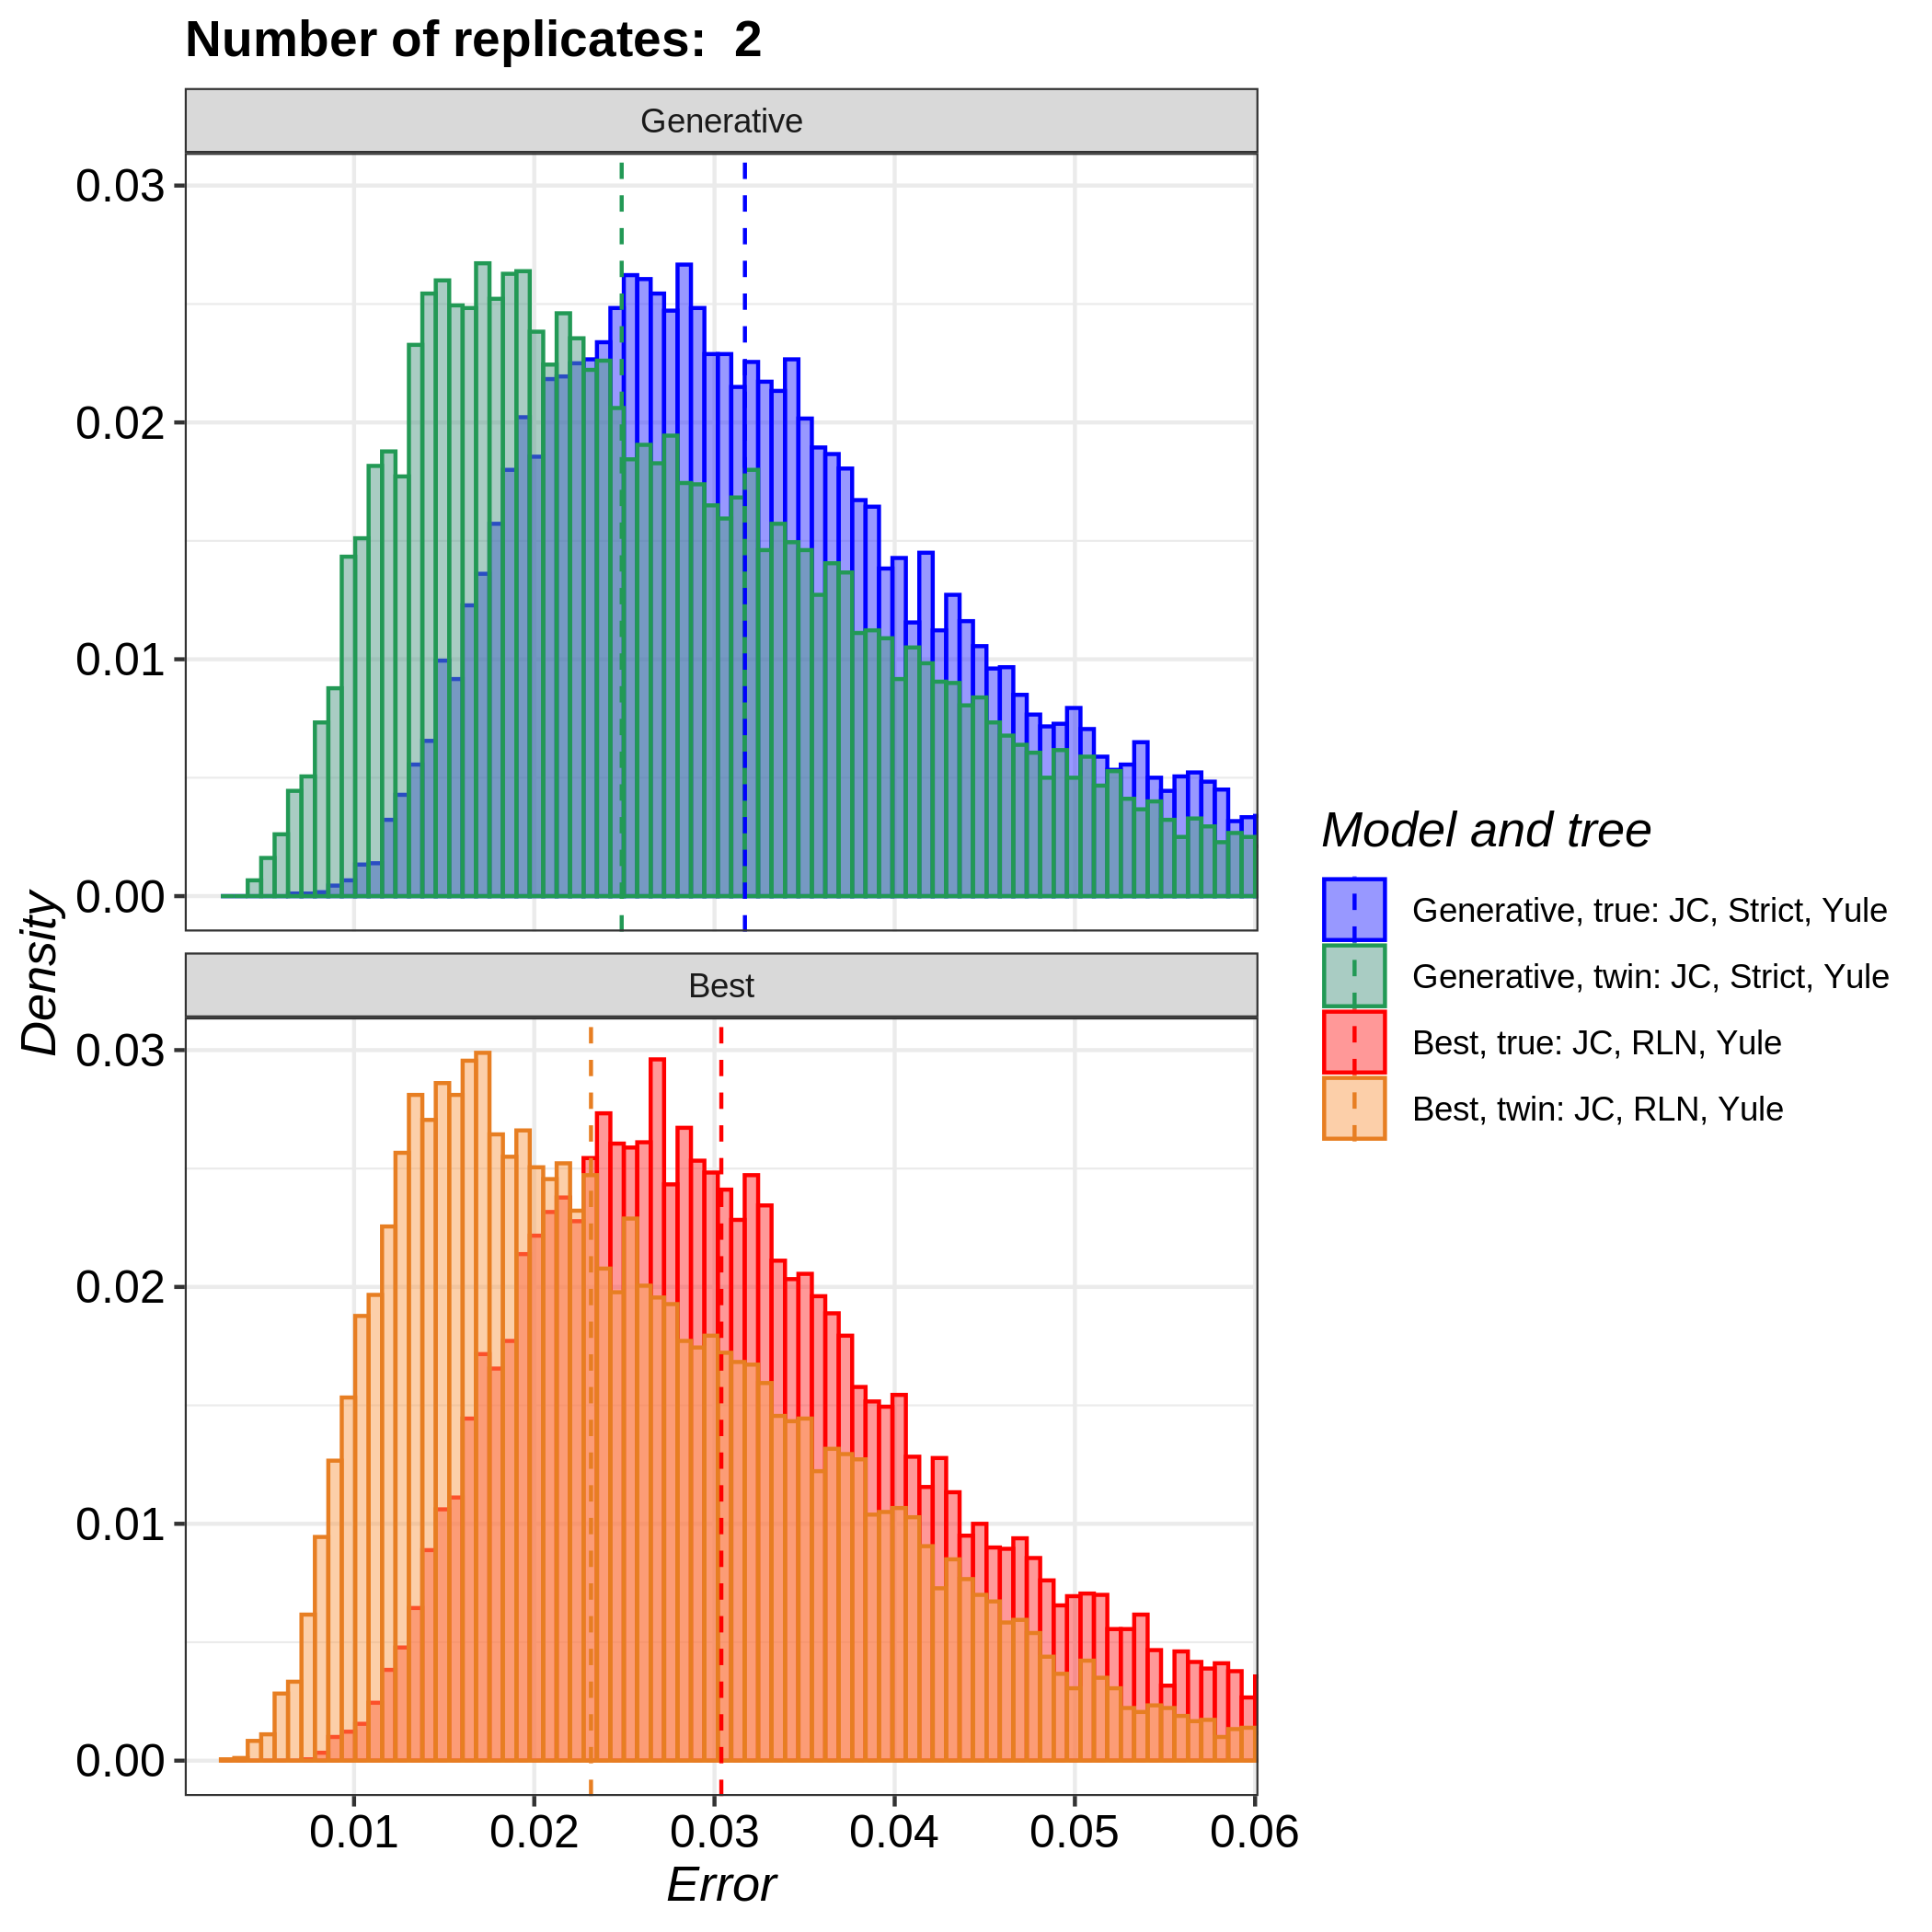 Number of replicates:  2
Generative
0.03
0.02
0.01
0.00
Density
Best
0.03
0.02
0.01
0.00
0.01 0.02 0.03 0.04 0.05 0.06
Error
Model and tree
Generative, true: JC, Strict, Yule
Generative, twin: JC, Strict, Yule
Best, true: JC, RLN, Yule
Best, twin: JC, RLN, Yule